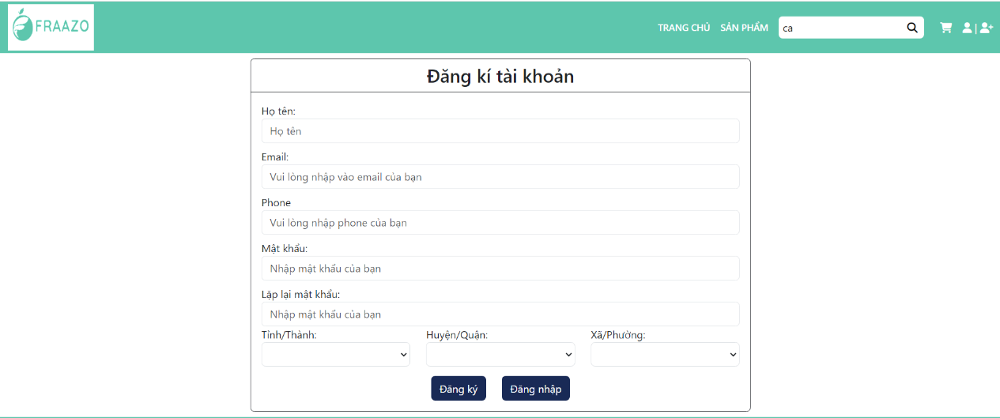 FRAAZO
TRANG CHỦ SẢN PHẨM ca |
Đăng kí tài khoản
Họ tên:
Họ tên
Email:
Vui lòng nhập vào email của bạn
Phone
Vui lòng nhập phone của bạn
Mật khẩu:
Nhập mật khẩu của bạn
Lặp lại mật khẩu:
Nhập mật khẩu của bạn
Tỉnh/Thành: Huyện/Quận: Xã/Phường:
Đăng ký Đăng nhập